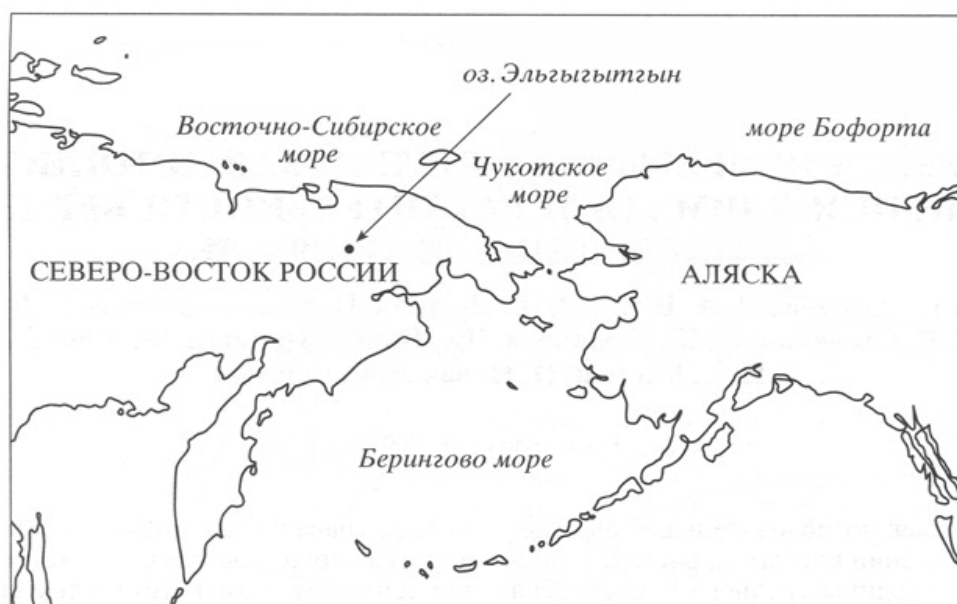 оз. Эльгыгытгын
Восточно-Сибирское
море
море Бофорта
Чукотское
море
СЕВЕРО-ВОСТОК РОССИИ
АЛЯСКА
Берингово море